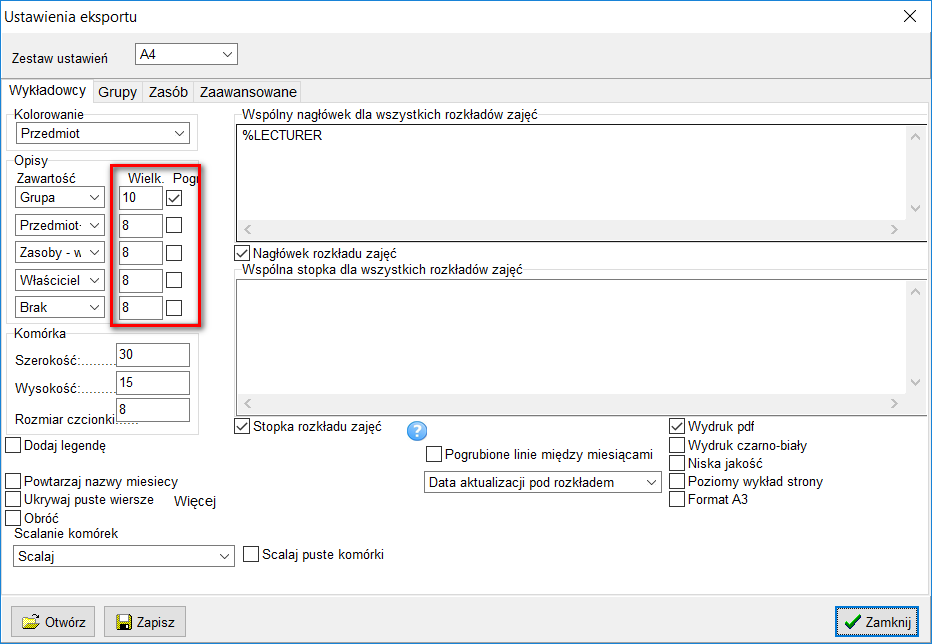 Ustawienia eksportu
Zestaw ustawień
A4
Wykładowcy Grupy Zasób Zaawansowane
Kolorowanie
Przedmiot
Opisy
Zawartość Wielk. Pogr
Grupa 10
Przedmiot- 8
Zasoby - w 8
Właściciel 8
Brak 8
Komórka
Szerokość:........ 30
Wysokość:........ 15
Rozmiar czcionki...... 8
Dodaj legendę
Powtarzaj nazwy miesiecy
Ukrywaj puste wiersze Więcej
Obróć
Scalanie komórek
Scalaj
Scalaj puste komórki
Wspólny nagłówek dla wszystkich rozkładów zajęć
%LECTURER
Nagłówek rozkładu zajęć
Wspólna stopka dla wszystkich rozkładów zajęć
Stopka rozkładu zajęć
?
Pogrubione linie między miesiącami
Data aktualizacji pod rozkładem
Wydruk pdf
Wydruk czarno-biały
Niska jakość
Poziomy wykład strony
Format A3
Otwórz Zapisz Zamknij